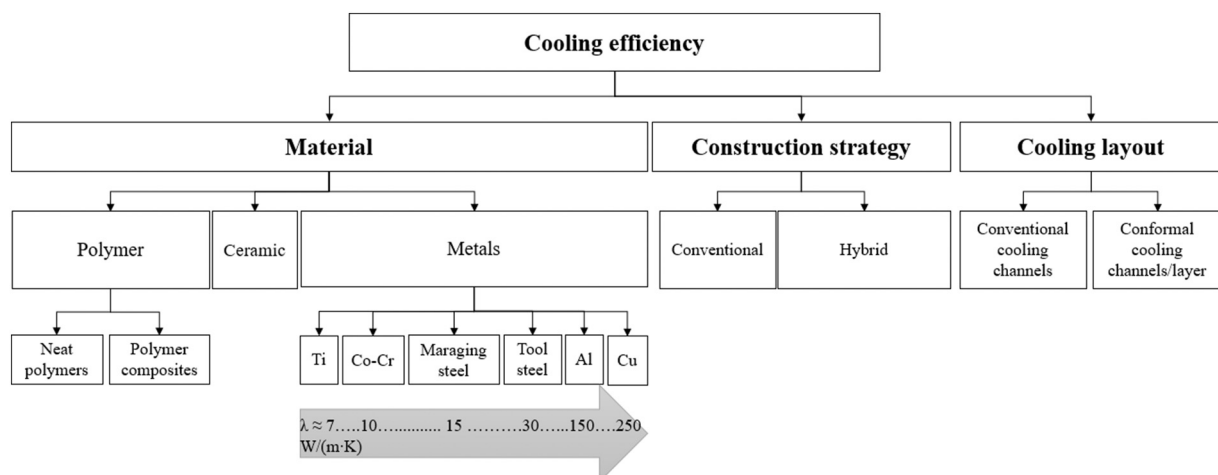 Cooling efficiency
Material
Construction strategy
Cooling layout
Polymer
Ceramic
Metals
Conventional
Hybrid
Conventional
cooling
channels
Conformal
cooling
channels/layer
Neat
polymers
Polymer
composites
Ti
Co-Cr
Maraging
steel
Tool
steel
Al
Cu
λ ≈ 7…..10….......... 15 ……….30…...150….250
W/(m·K)